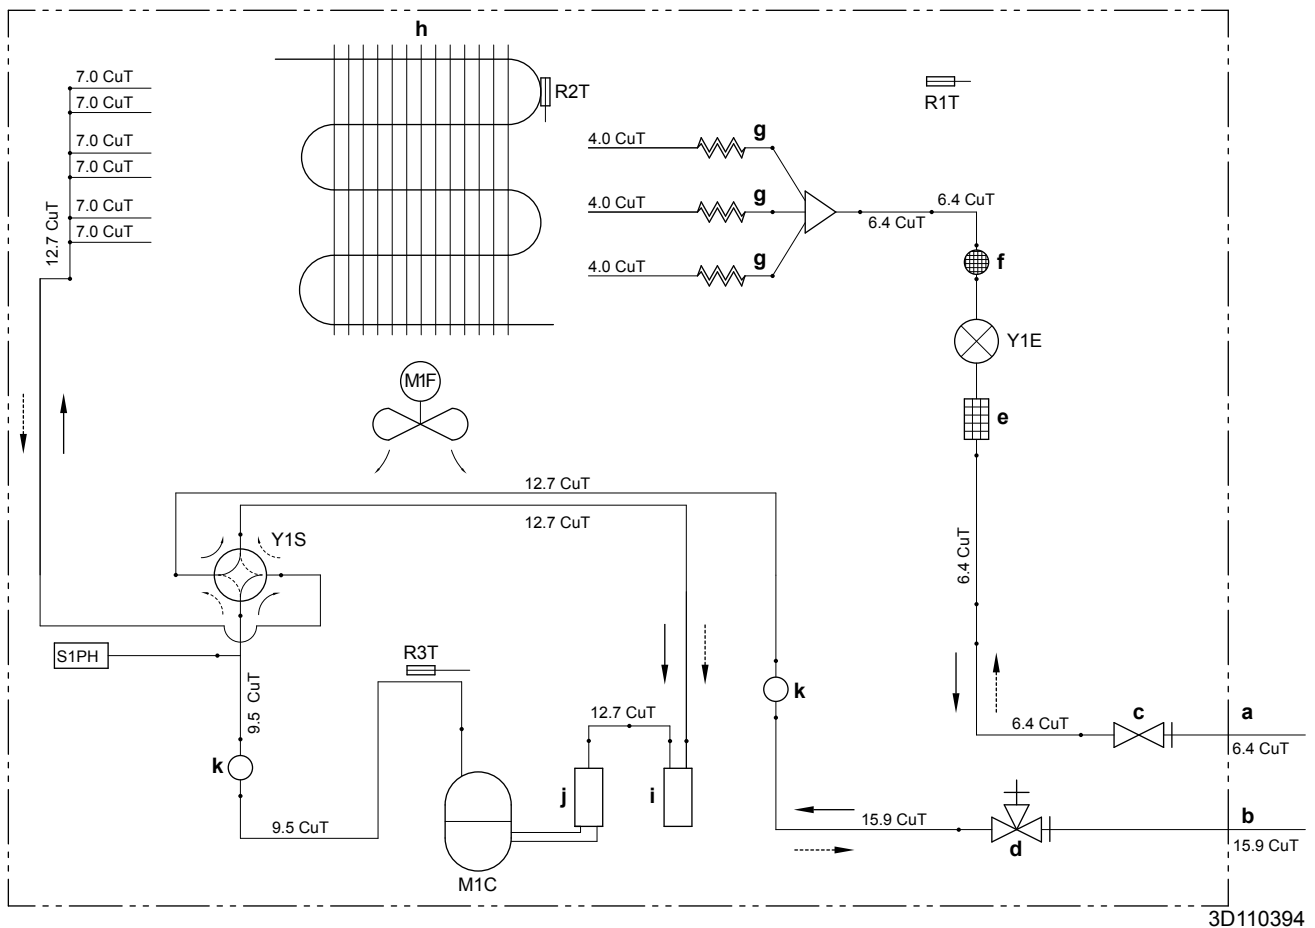 h
7.0 CuT
7.0 CuT
7.0 CuT
7.0 CuT
7.0 CuT
7.0 CuT
12.7 CuT
R2T
R1T
4.0 CuT
g
4.0 CuT
g
4.0 CuT
g
6.4 CuT
6.4 CuT
f
Y1E
e
M1F
12.7 CuT
12.7 CuT
Y1S
6.4 CuT
S1PH
R3T
9.5 CuT
k
9.5 CuT
12.7 CuT
j
i
M1C
k
6.4 CuT
c
a
6.4 CuT
15.9 CuT
d
b
15.9 CuT
3D110394